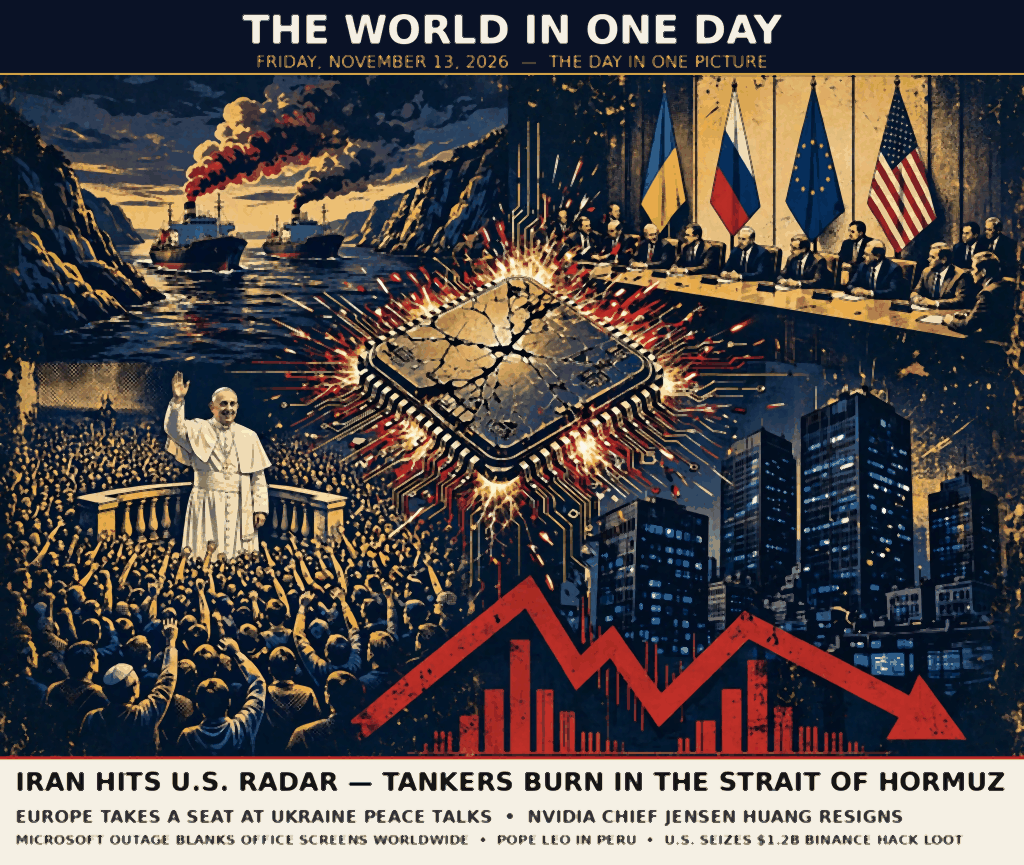 THE WORLD IN ONE DAY
FRIDAY, NOVEMBER 13, 2026 — THE DAY IN ONE PICTURE
IRAN HITS U.S. RADAR — TANKERS BURN IN THE STRAIT OF HORMUZ
EUROPE TAKES A SEAT AT UKRAINE PEACE TALKS • NVIDIA CHIEF JENSEN HUANG RESIGNS
MICROSOFT OUTAGE BLANKS OFFICE SCREENS WORLDWIDE • POPE LEO IN PERU • U.S. SEIZES $1.2B BINANCE HACK LOOT